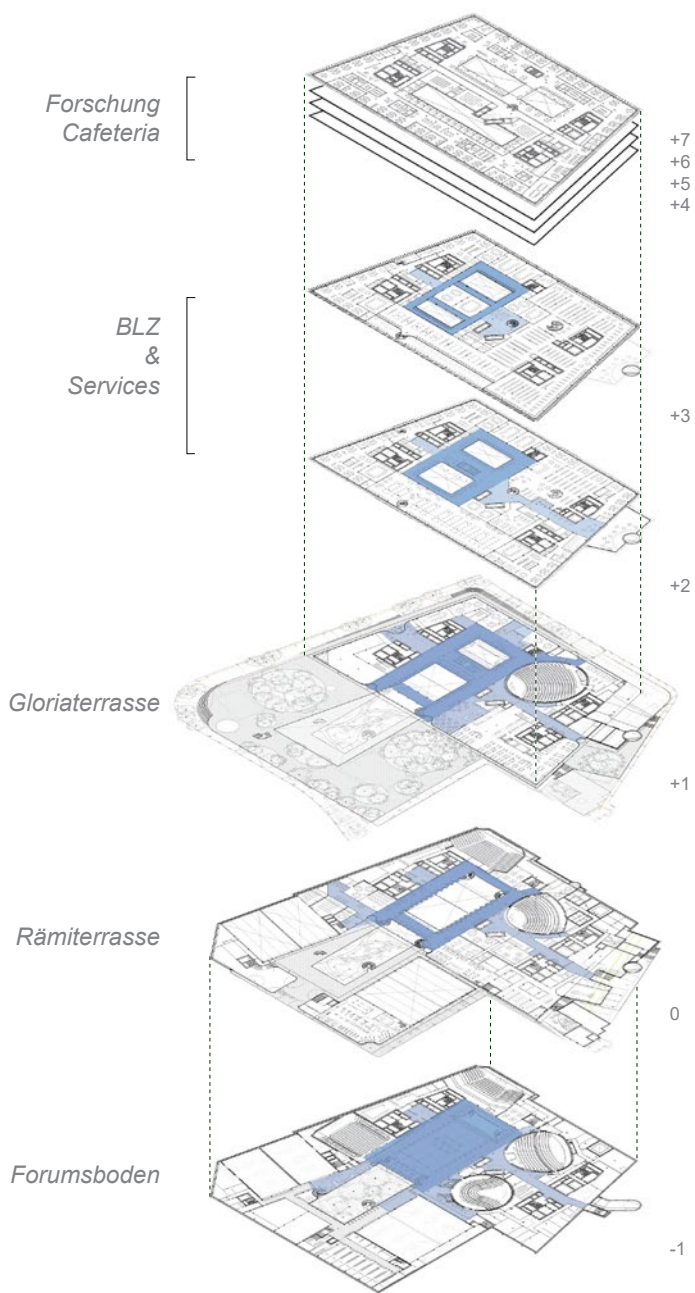 Forschung
Cafeteria
+7
+6
+5
+4
BLZ
&
Services
+3
+2
Gloriaterrasse
+1
Rämiterrasse
0
Forumsboden
-1